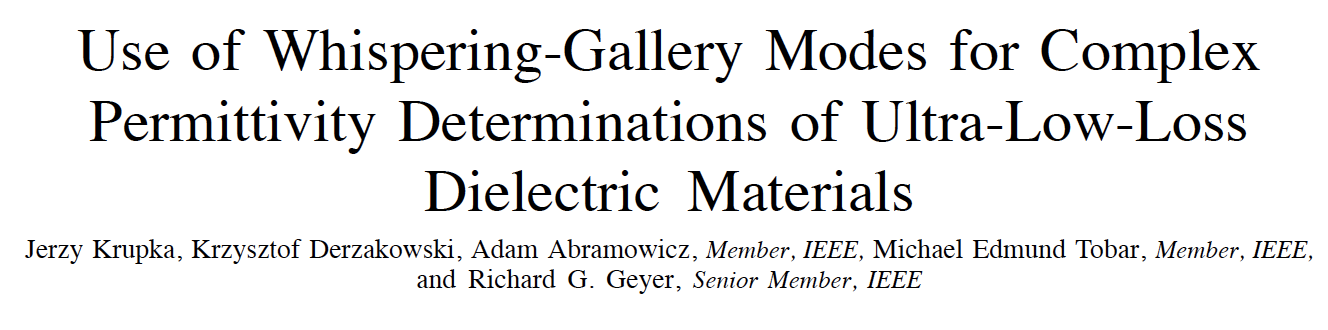 Use of Whispering-Gallery Modes for Complex
Permittivity Determinations of Ultra-Low-Loss
Dielectric Materials
Jerzy Krupka, Krzysztof Derzakowski, Adam Abramowicz, Member, IEEE, Michael Edmund Tobar, Member, IEEE,
and Richard G. Geyer, Senior Member, IEEE